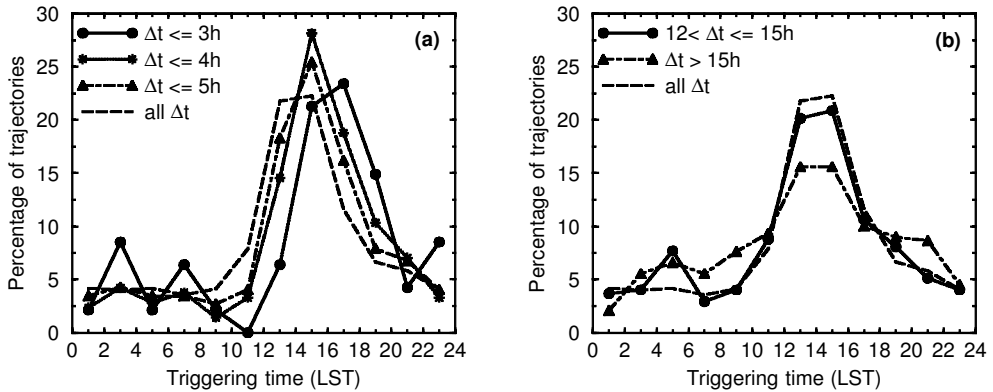 (a)
Δt <= 3h
Δt <= 4h
Δt <= 5h
all Δt
Percentage of trajectories
30
25
20
15
10
5
0
0 2 4 6 8 10 12 14 16 18 20 22 24
Triggering time (LST)
(b)
12< Δt <= 15h
Δt > 15h
all Δt
Percentage of trajectories
30
25
20
15
10
5
0
0 2 4 6 8 10 12 14 16 18 20 22 24
Triggering time (LST)